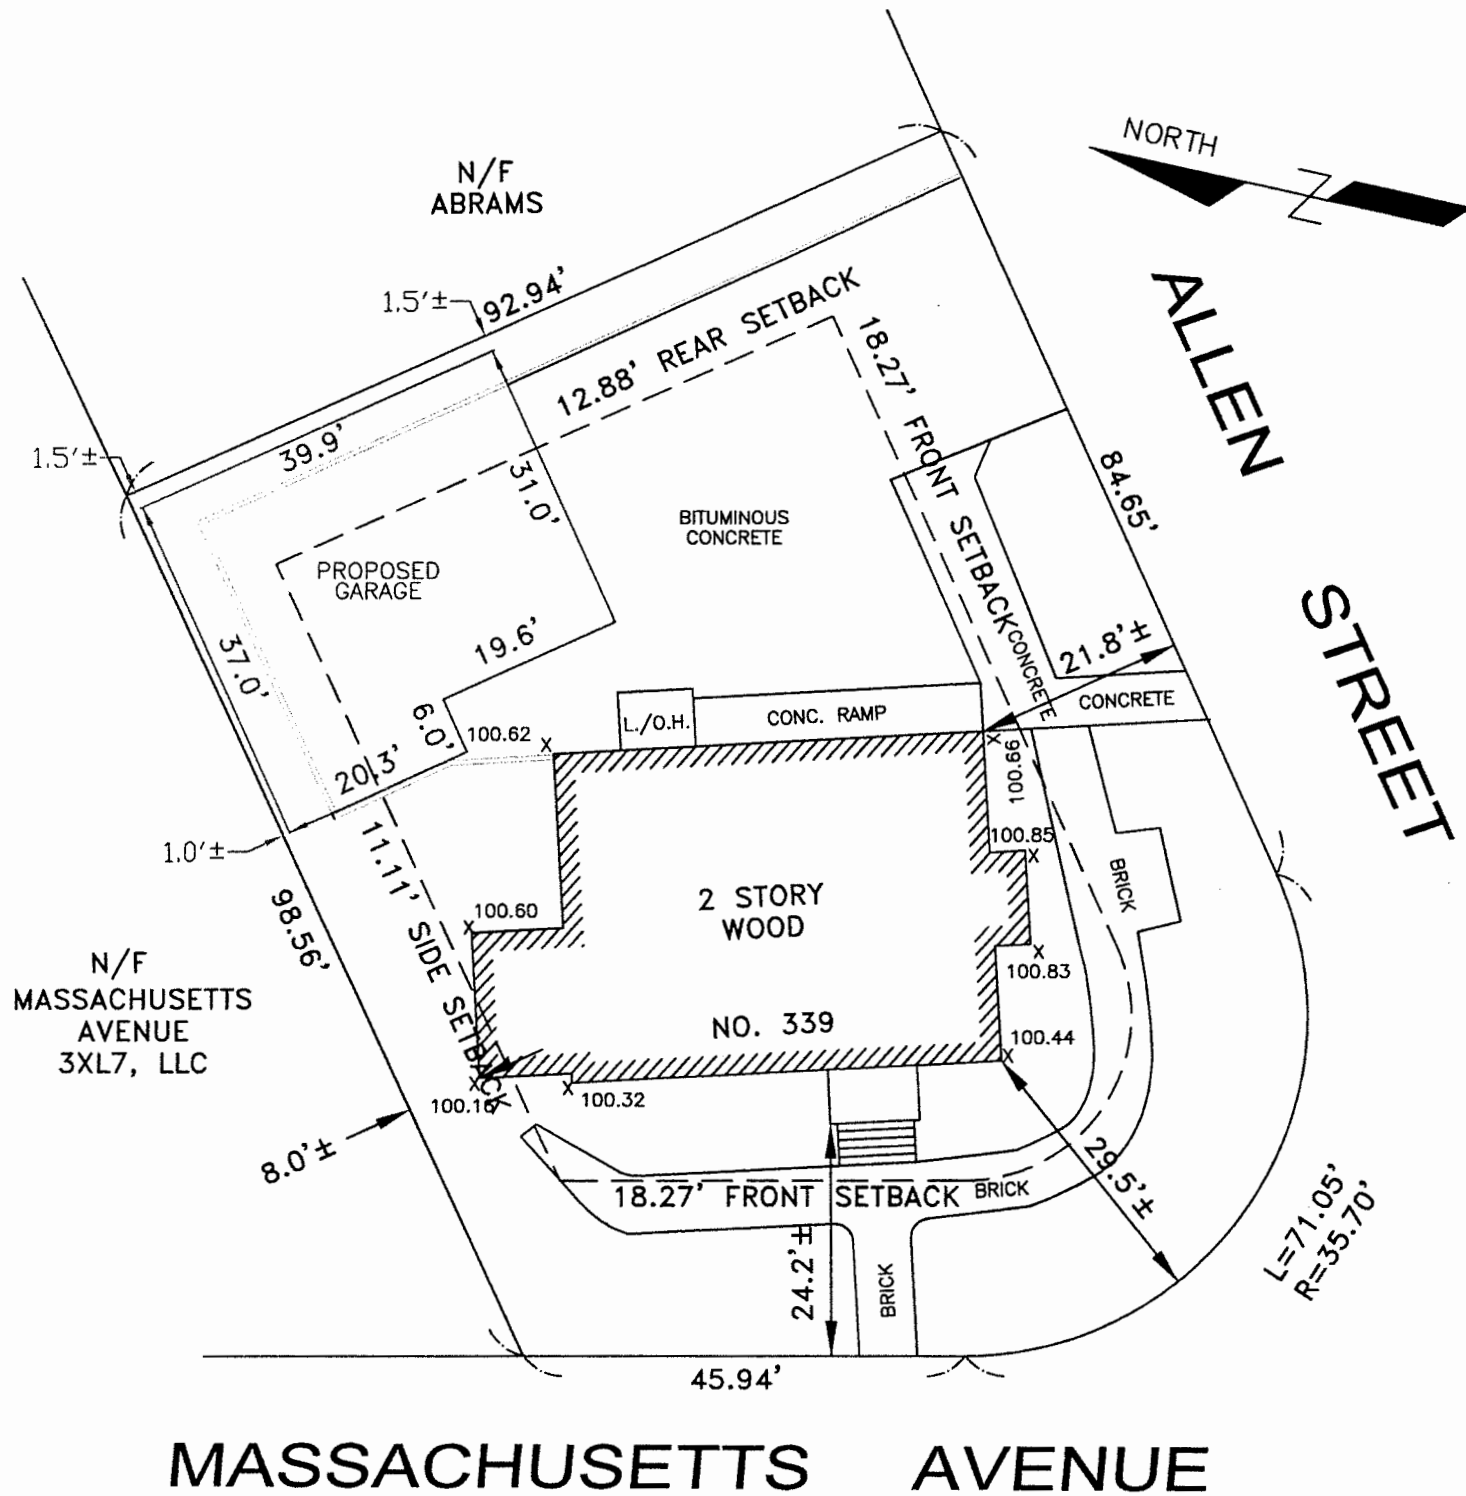 NORTH
N/F
ABRAMS
1.5'±
92.94'
ALLEN STREET
12.88' REAR SETBACK
18.27' FRONT SETBACK
1.5'±
39.9'
31.0'
84.65'
BITUMINOUS
CONCRETE
PROPOSED
GARAGE
37.0'
19.6'
6.0'
20.3'
CONCRETE
21.8'±
CONCRETE
L./O.H.
CONC. RAMP
100.62
100.66
100.85
1.0'±
11.11' SIDE SETBACK
98.56'
2 STORY
WOOD
BRICK
100.60
100.83
N/F
MASSACHUSETTS
AVENUE
3XL7, LLC
NO. 339
100.44
100.16
100.32
8.0'±
29.5'±
18.27' FRONT SETBACK
BRICK
24.2'±
BRICK
L=71.05'
R=35.70'
45.94'
MASSACHUSETTS AVENUE